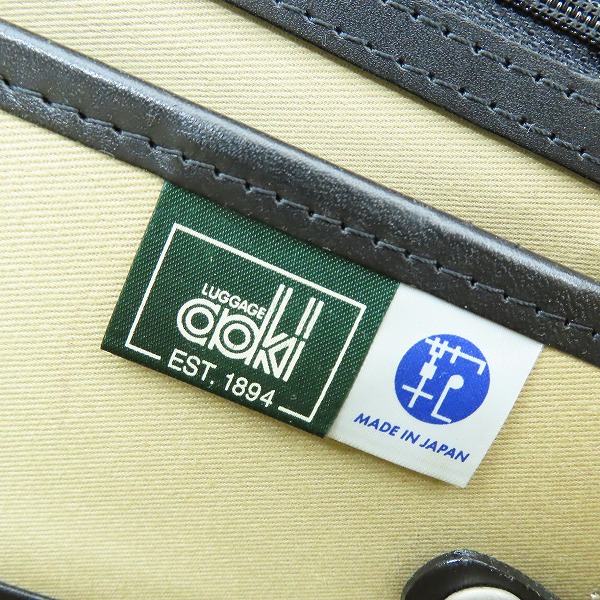 LUGGAGE
aoki
EST. 1894
MADE IN JAPAN